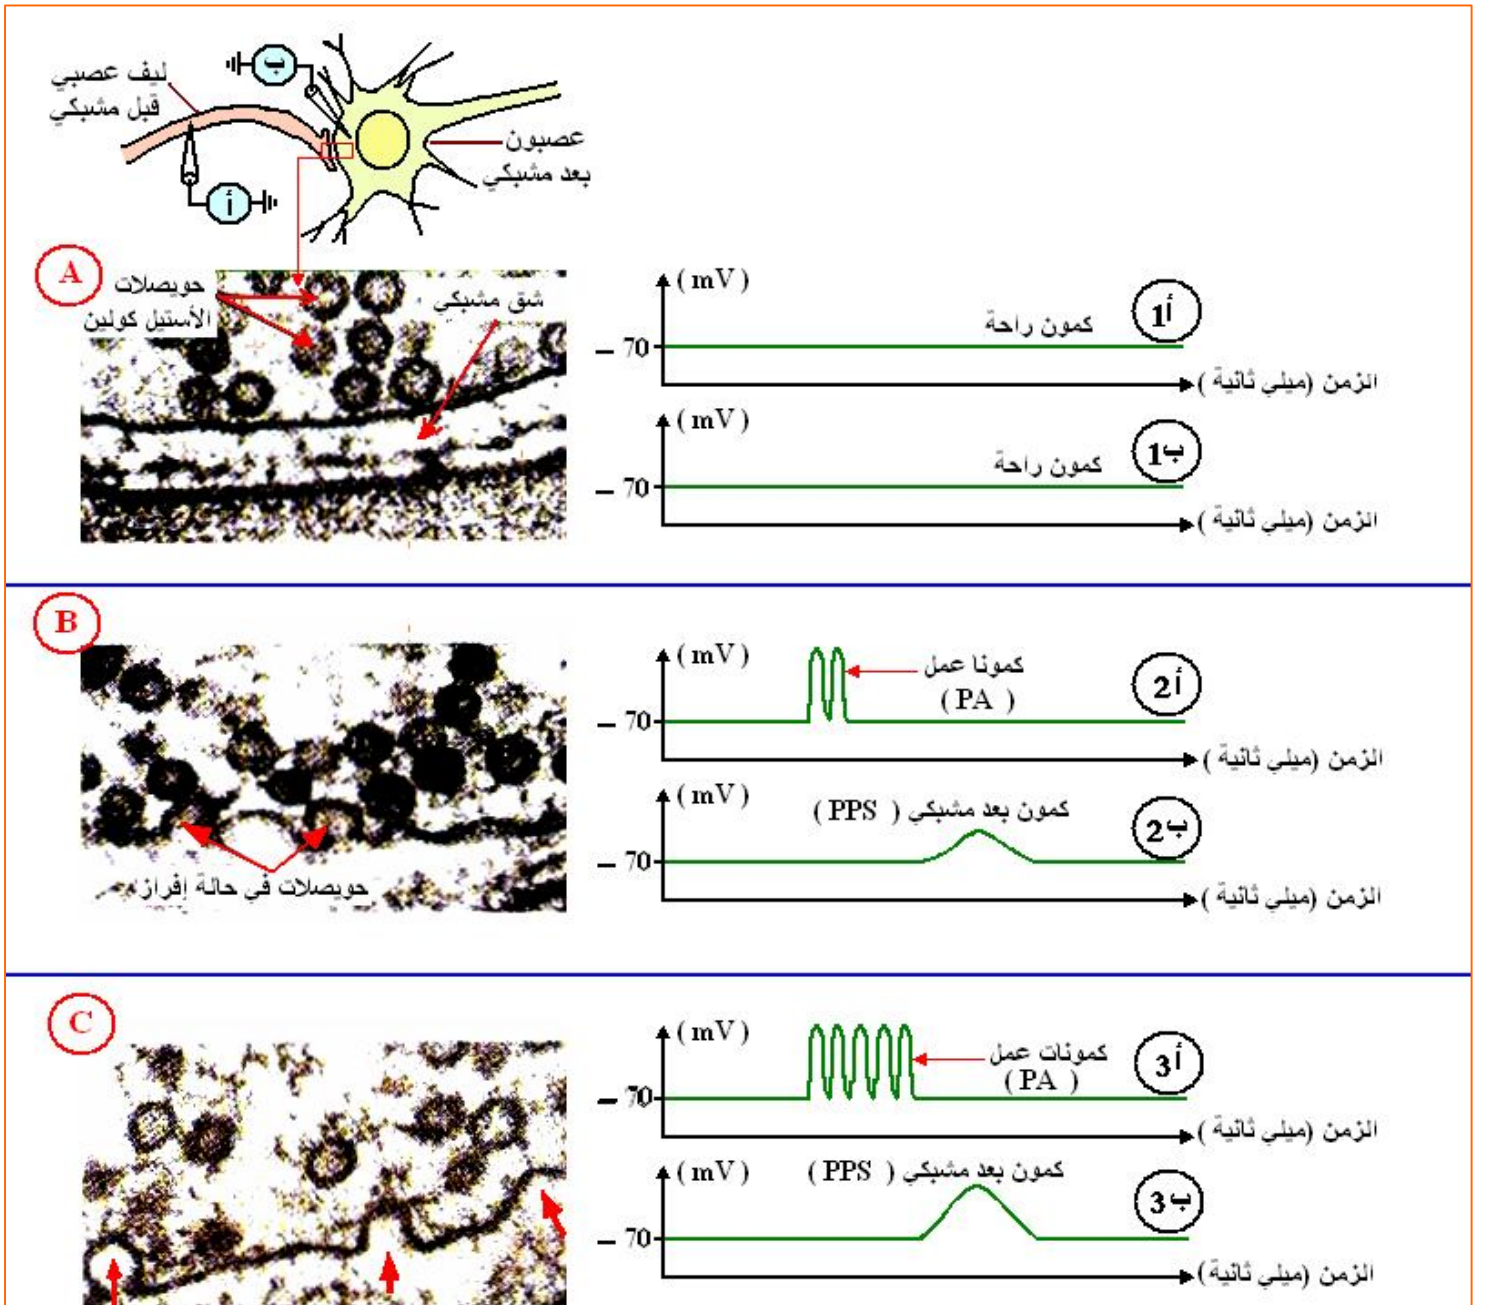 ليف عصبي
قبل مشبكي
ب
عصبون
بعد مشبكي
أ
A
حويصلات
الأستيل كولين
شق مشبكي
( mV )
كمون راحة
أ1
– 70
الزمن (ميلي ثانية )
( mV )
كمون راحة
ب1
– 70
الزمن (ميلي ثانية )
B
حويصلات في حالة إفراز
( mV )
كمونا عمل
( PA )
أ2
– 70
الزمن (ميلي ثانية )
( mV )
كمون بعد مشبكي ( PPS )
ب2
– 70
الزمن (ميلي ثانية )
C
( mV )
كمونات عمل
( PA )
أ3
– 70
الزمن (ميلي ثانية )
( mV )
كمون بعد مشبكي ( PPS )
ب3
– 70
الزمن (ميلي ثانية)